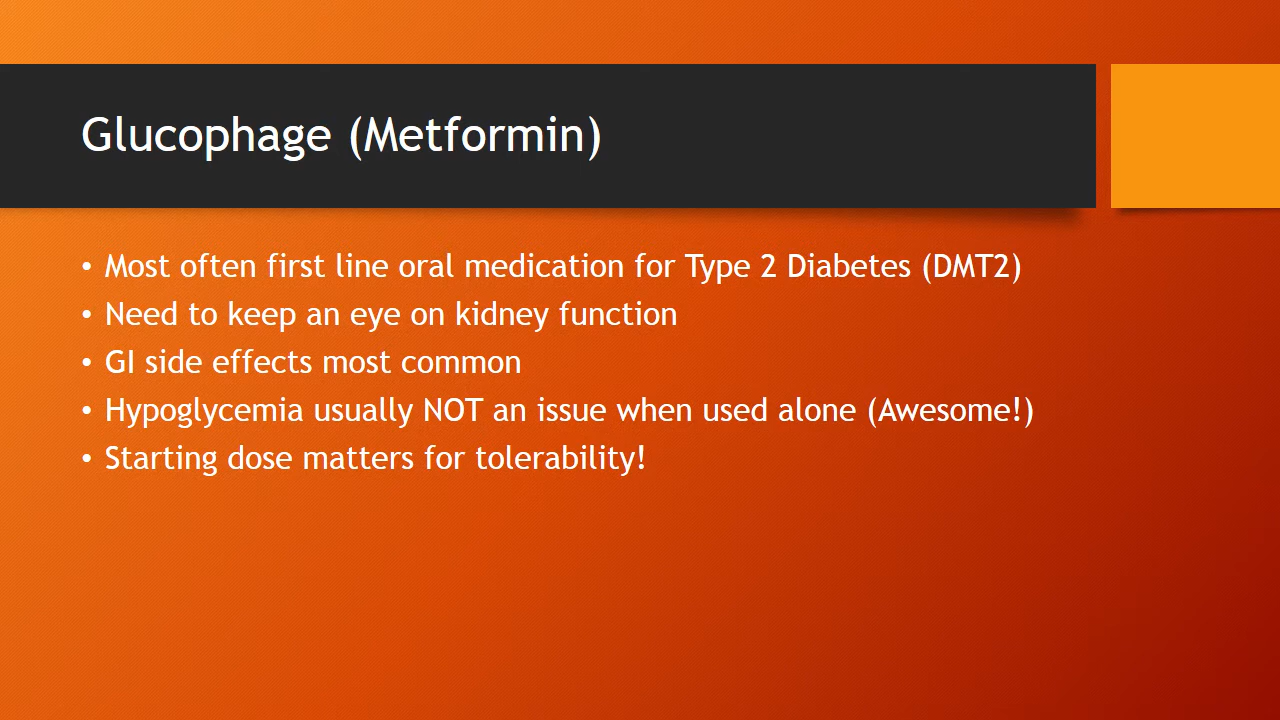 Glucophage (Metformin)
• Most often first line oral medication for Type 2 Diabetes (DMT2)
• Need to keep an eye on kidney function
• GI side effects most common
• Hypoglycemia usually NOT an issue when used alone (Awesome!)
• Starting dose matters for tolerability!